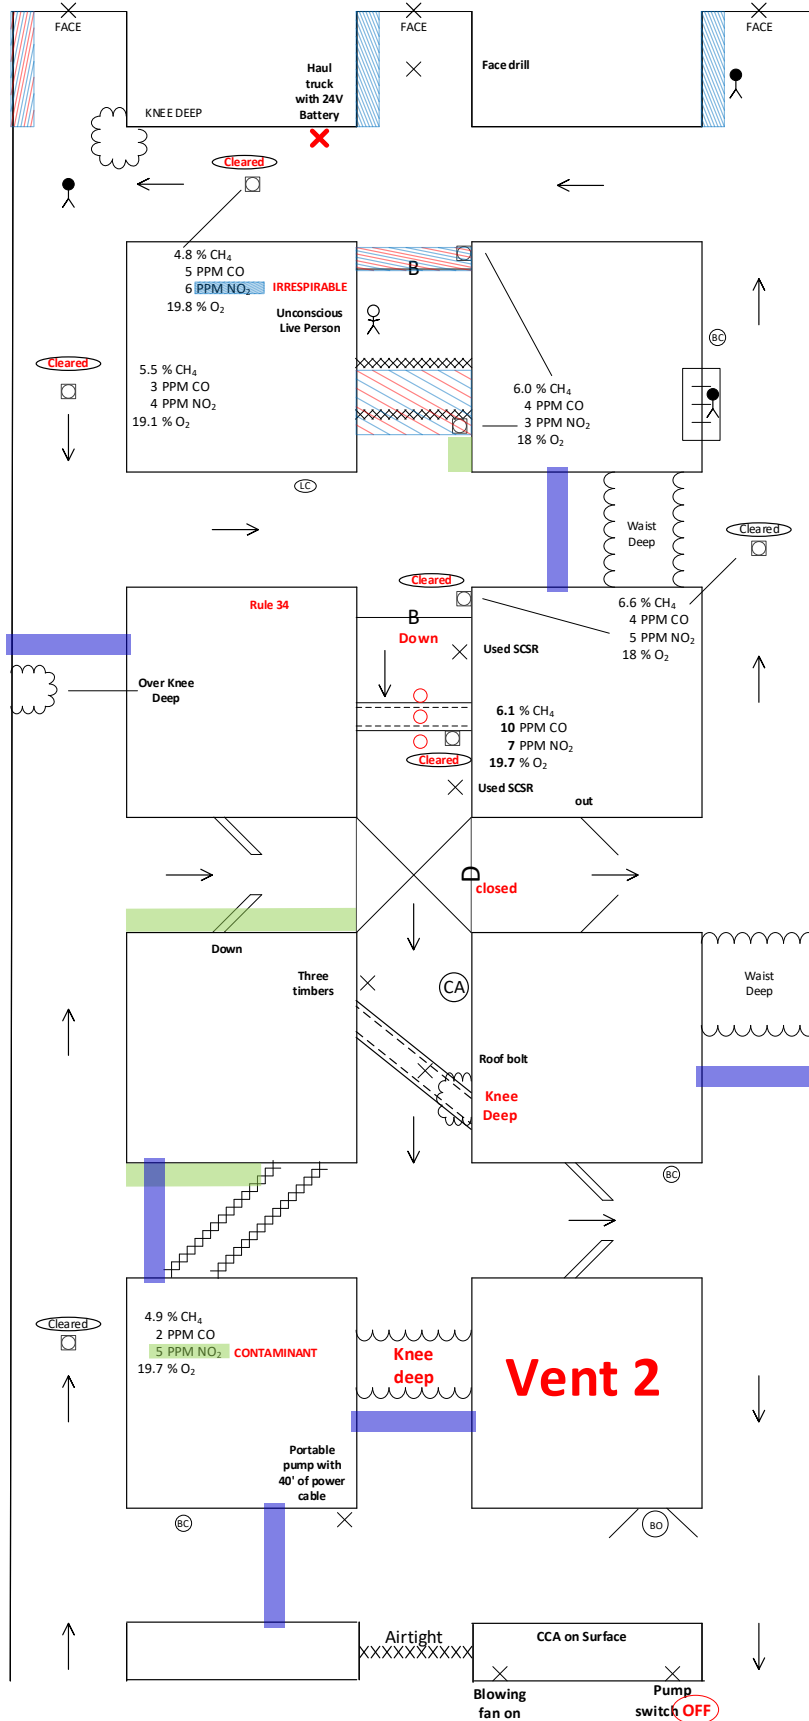 FACE
FACE
FACE
Haul
truck
with 24V
Battery
Face drill
KNEE DEEP
Cleared
4.8 % CH₄
5 PPM CO
6 PPM NO₂ IRRESPIRABLE
19.8 % O₂
B
Unconscious
Live Person
BC
Cleared
5.5 % CH₄
3 PPM CO
4 PPM NO₂
19.1 % O₂
6.0 % CH₄
4 PPM CO
3 PPM NO₂
18 % O₂
LC
Waist
Deep
Cleared
Cleared
Rule 34
B
Down
6.6 % CH₄
4 PPM CO
5 PPM NO₂
18 % O₂
Used SCSR
Over Knee
Deep
6.1 % CH₄
10 PPM CO
7 PPM NO₂
19.7 % O₂
Cleared
Used SCSR
out
D
closed
Down
Three
timbers
CA
Waist
Deep
Roof bolt
Knee
Deep
BC
Cleared
4.9 % CH₄
2 PPM CO
5 PPM NO₂ CONTAMINANT
19.7 % O₂
Knee
deep
Vent 2
Portable
pump with
40' of power
cable
BC
BO
Airtight
CCA on Surface
Blowing
fan on
Pump
switch OFF